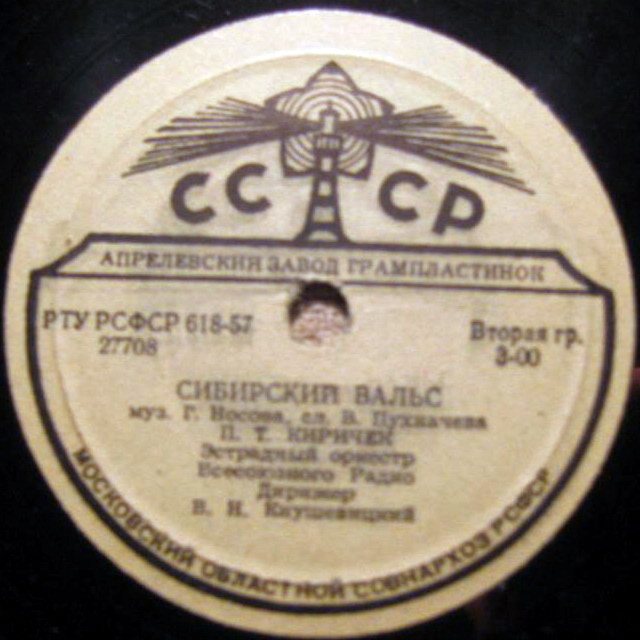 СССР
АПРЕЛЕВСКИЙ ЗАВОД ГРАМПЛАСТИНОК
РТУ РСФСР 618-57
27708
Вторая гр.
3-00
СИБИРСКИЙ ВАЛЬС
муз. Г. Носова, сл. В. Пухначева
П. Т. КИРИЧЕК
Эстрадный оркестр
Всесоюзного Радио
Дирижер
В. Н. Кнушевицкий
МОСКОВСКИЙ ОБЛАСТНОЙ СОВНАРХОЗ РСФСР